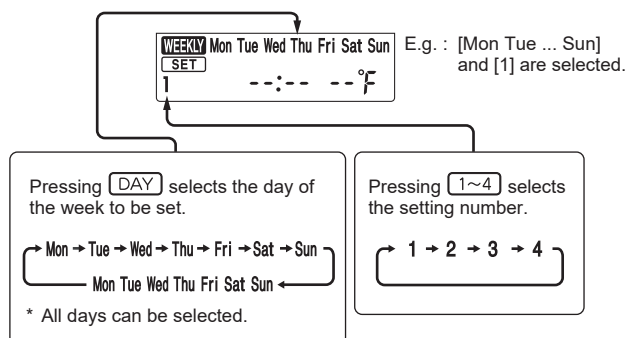 WEEKLY Mon Tue Wed Thu Fri Sat Sun
SET
1 --:-- --°F
E.g. : [Mon Tue ... Sun]
and [1] are selected.
Pressing DAY selects the day of
the week to be set.
Mon → Tue → Wed → Thu → Fri → Sat → Sun
Mon Tue Wed Thu Fri Sat Sun
* All days can be selected.
Pressing 1~4 selects
the setting number.
1 → 2 → 3 → 4